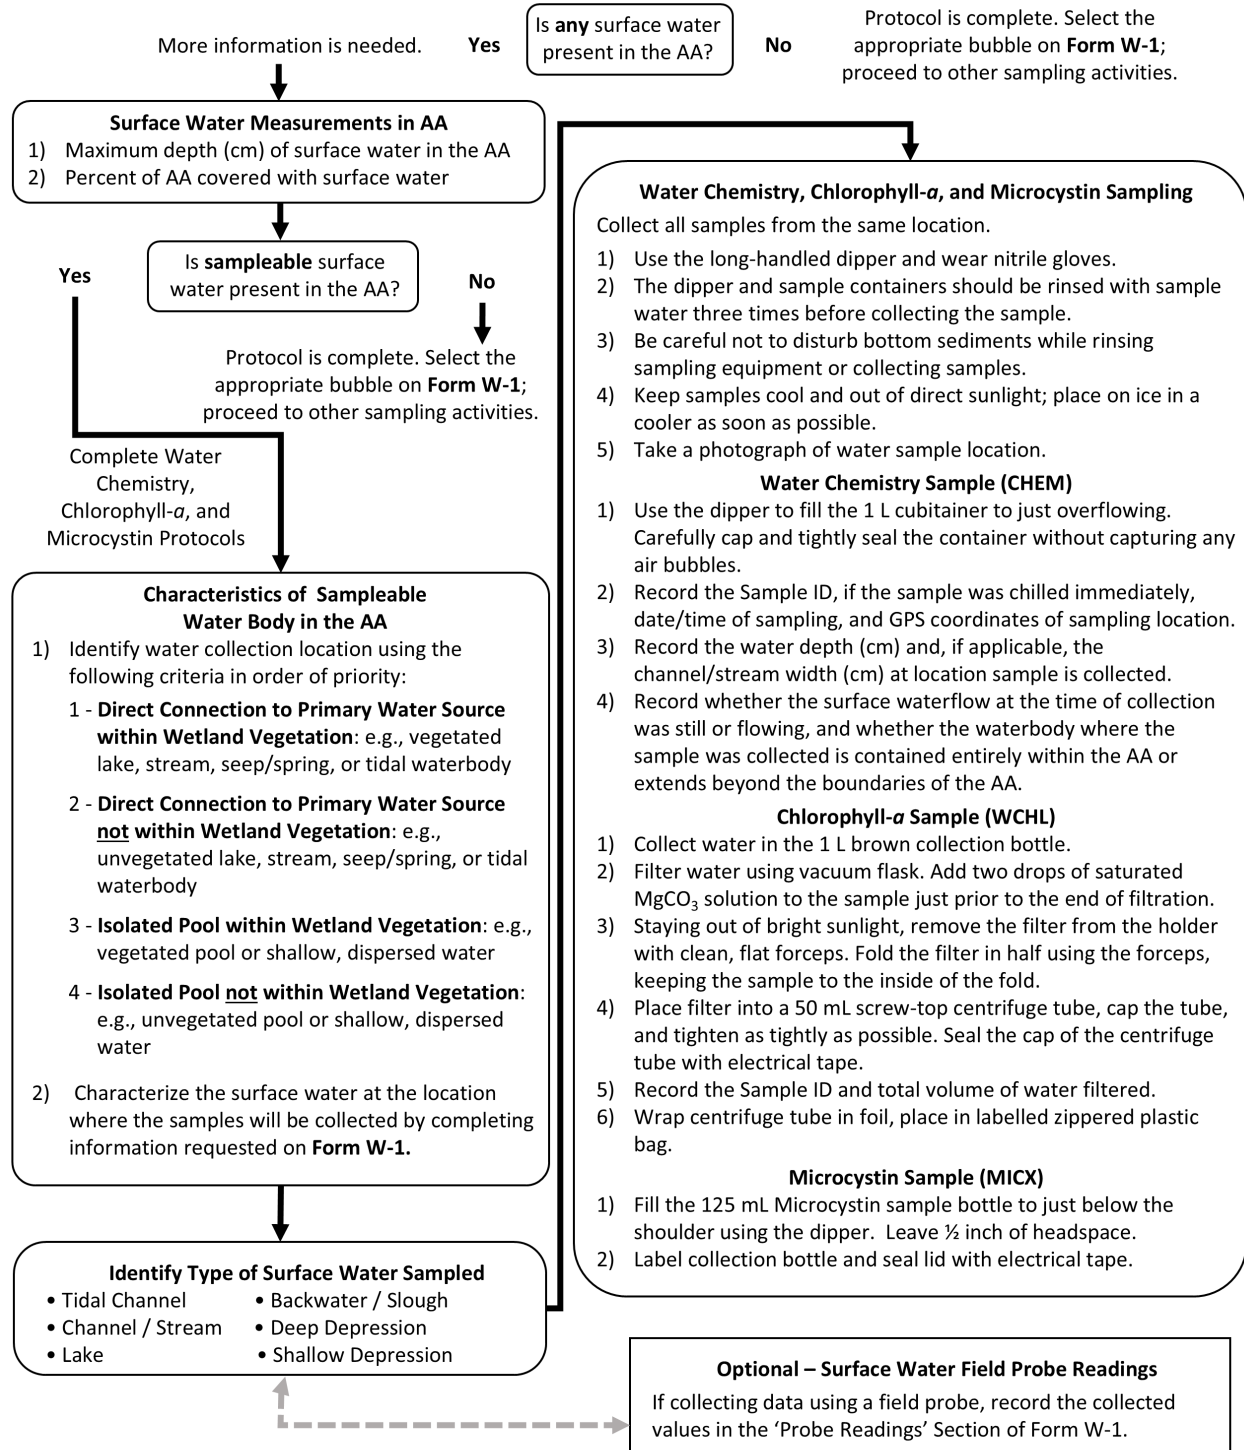 Is any surface water
present in the AA?
More information is needed.
Yes
No
Protocol is complete. Select the
appropriate bubble on Form W-1;
proceed to other sampling activities.
Surface Water Measurements in AA
1) Maximum depth (cm) of surface water in the AA
2) Percent of AA covered with surface water
Is sampleable surface
water present in the AA?
Yes
No
Protocol is complete. Select the
appropriate bubble on Form W-1;
proceed to other sampling activities.
Complete Water
Chemistry,
Chlorophyll-a, and
Microcystin Protocols
Characteristics of Sampleable
Water Body in the AA
1) Identify water collection location using the
following criteria in order of priority:
1 - Direct Connection to Primary Water Source
within Wetland Vegetation: e.g., vegetated
lake, stream, seep/spring, or tidal waterbody
2 - Direct Connection to Primary Water Source
not within Wetland Vegetation: e.g.,
unvegetated lake, stream, seep/spring, or tidal
waterbody
3 - Isolated Pool within Wetland Vegetation: e.g.,
vegetated pool or shallow, dispersed water
4 - Isolated Pool not within Wetland Vegetation:
e.g., unvegetated pool or shallow, dispersed
water
2) Characterize the surface water at the location
where the samples will be collected by completing
information requested on Form W-1.
Identify Type of Surface Water Sampled
• Tidal Channel
• Channel / Stream
• Lake
• Backwater / Slough
• Deep Depression
• Shallow Depression
Water Chemistry, Chlorophyll-a, and Microcystin Sampling
Collect all samples from the same location.
1) Use the long-handled dipper and wear nitrile gloves.
2) The dipper and sample containers should be rinsed with sample
water three times before collecting the sample.
3) Be careful not to disturb bottom sediments while rinsing
sampling equipment or collecting samples.
4) Keep samples cool and out of direct sunlight; place on ice in a
cooler as soon as possible.
5) Take a photograph of water sample location.
Water Chemistry Sample (CHEM)
1) Use the dipper to fill the 1 L cubitainer to just overflowing.
Carefully cap and tightly seal the container without capturing any
air bubbles.
2) Record the Sample ID, if the sample was chilled immediately,
date/time of sampling, and GPS coordinates of sampling location.
3) Record the water depth (cm) and, if applicable, the
channel/stream width (cm) at location sample is collected.
4) Record whether the surface waterflow at the time of collection
was still or flowing, and whether the waterbody where the
sample was collected is contained entirely within the AA or
extends beyond the boundaries of the AA.
Chlorophyll-a Sample (WCHL)
1) Collect water in the 1 L brown collection bottle.
2) Filter water using vacuum flask. Add two drops of saturated
MgCO₃ solution to the sample just prior to the end of filtration.
3) Staying out of bright sunlight, remove the filter from the holder
with clean, flat forceps. Fold the filter in half using the forceps,
keeping the sample to the inside of the fold.
4) Place filter into a 50 mL screw-top centrifuge tube, cap the tube,
and tighten as tightly as possible. Seal the cap of the centrifuge
tube with electrical tape.
5) Record the Sample ID and total volume of water filtered.
6) Wrap centrifuge tube in foil, place in labelled zippered plastic
bag.
Microcystin Sample (MICX)
1) Fill the 125 mL Microcystin sample bottle to just below the
shoulder using the dipper. Leave ½ inch of headspace.
2) Label collection bottle and seal lid with electrical tape.
Optional – Surface Water Field Probe Readings
If collecting data using a field probe, record the collected
values in the ‘Probe Readings’ Section of Form W-1.